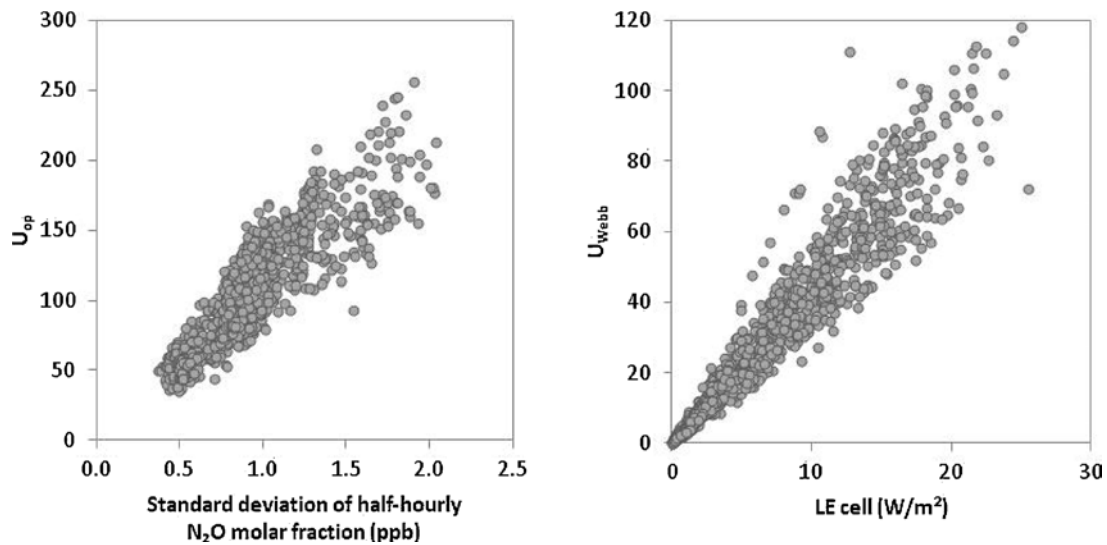 300
250
200
150
100
50
0
U_op
0.0 0.5 1.0 1.5 2.0 2.5
Standard deviation of half-hourly
N₂O molar fraction (ppb)
120
100
80
60
40
20
0
U_Webb
0 10 20 30
LE cell (W/m²)